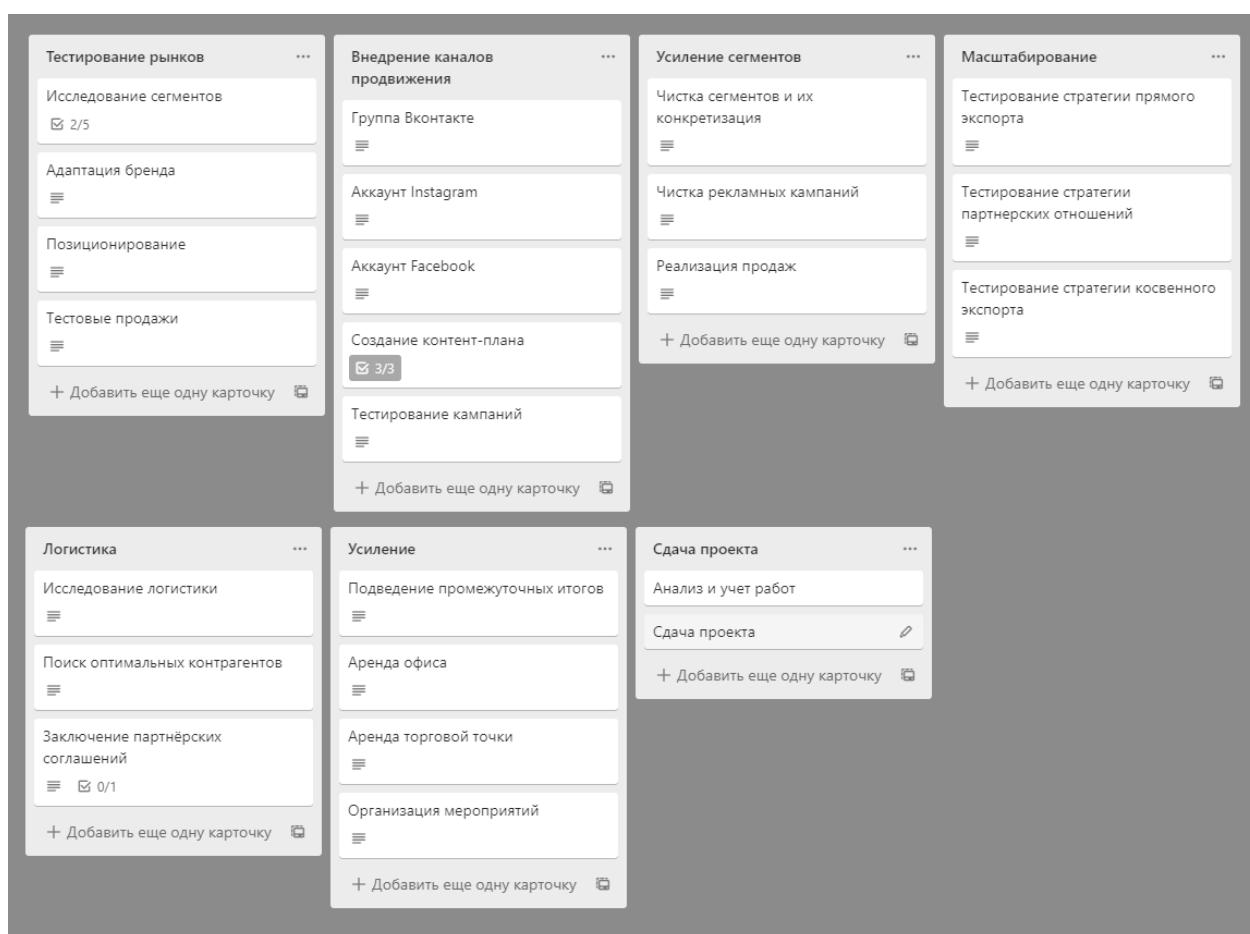 Тестирование рынков
Исследование сегментов
2/5
Адаптация бренда
Позиционирование
Тестовые продажи
+ Добавить еще одну карточку
Внедрение каналов
продвижения
Группа Вконтакте
Аккаунт Instagram
Аккаунт Facebook
Создание контент-плана
3/3
Тестирование кампаний
+ Добавить еще одну карточку
Усиление сегментов
Чистка сегментов и их
конкретизация
Чистка рекламных кампаний
Реализация продаж
+ Добавить еще одну карточку
Масштабирование
Тестирование стратегии прямого
экспорта
Тестирование стратегии
партнерских отношений
Тестирование стратегии косвенного
экспорта
+ Добавить еще одну карточку
Логистика
Исследование логистики
Поиск оптимальных контрагентов
Заключение партнёрских
соглашений
0/1
+ Добавить еще одну карточку
Усиление
Подведение промежуточных итогов
Аренда офиса
Аренда торговой точки
Организация мероприятий
+ Добавить еще одну карточку
Сдача проекта
Анализ и учет работ
Сдача проекта
+ Добавить еще одну карточку